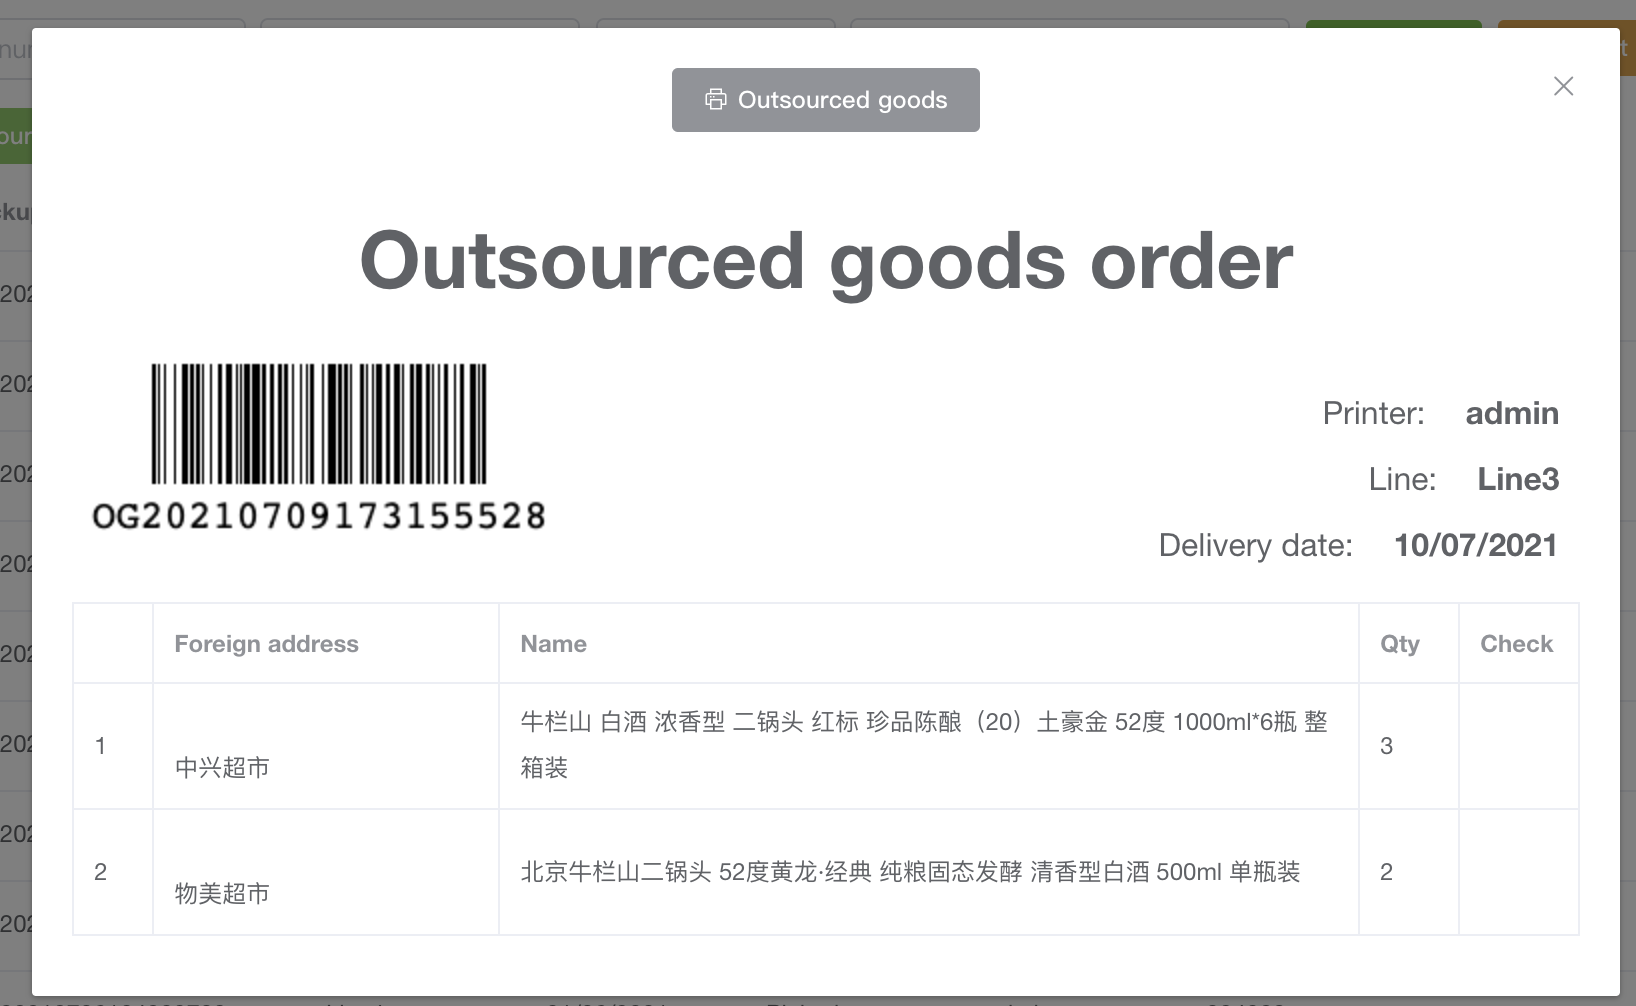 Outsourced goods
Outsourced goods order
OG20210709173155528
Printer: admin
Line: Line3
Delivery date: 10/07/2021
Foreign address Name Qty Check
1 中兴超市 牛栏山 白酒 浓香型 二锅头 红标 珍品陈酿（20）土豪金 52度 1000ml*6瓶 整
箱装 3
2 物美超市 北京牛栏山二锅头 52度黄龙·经典 纯粮固态发酵 清香型白酒 500ml 单瓶装 2